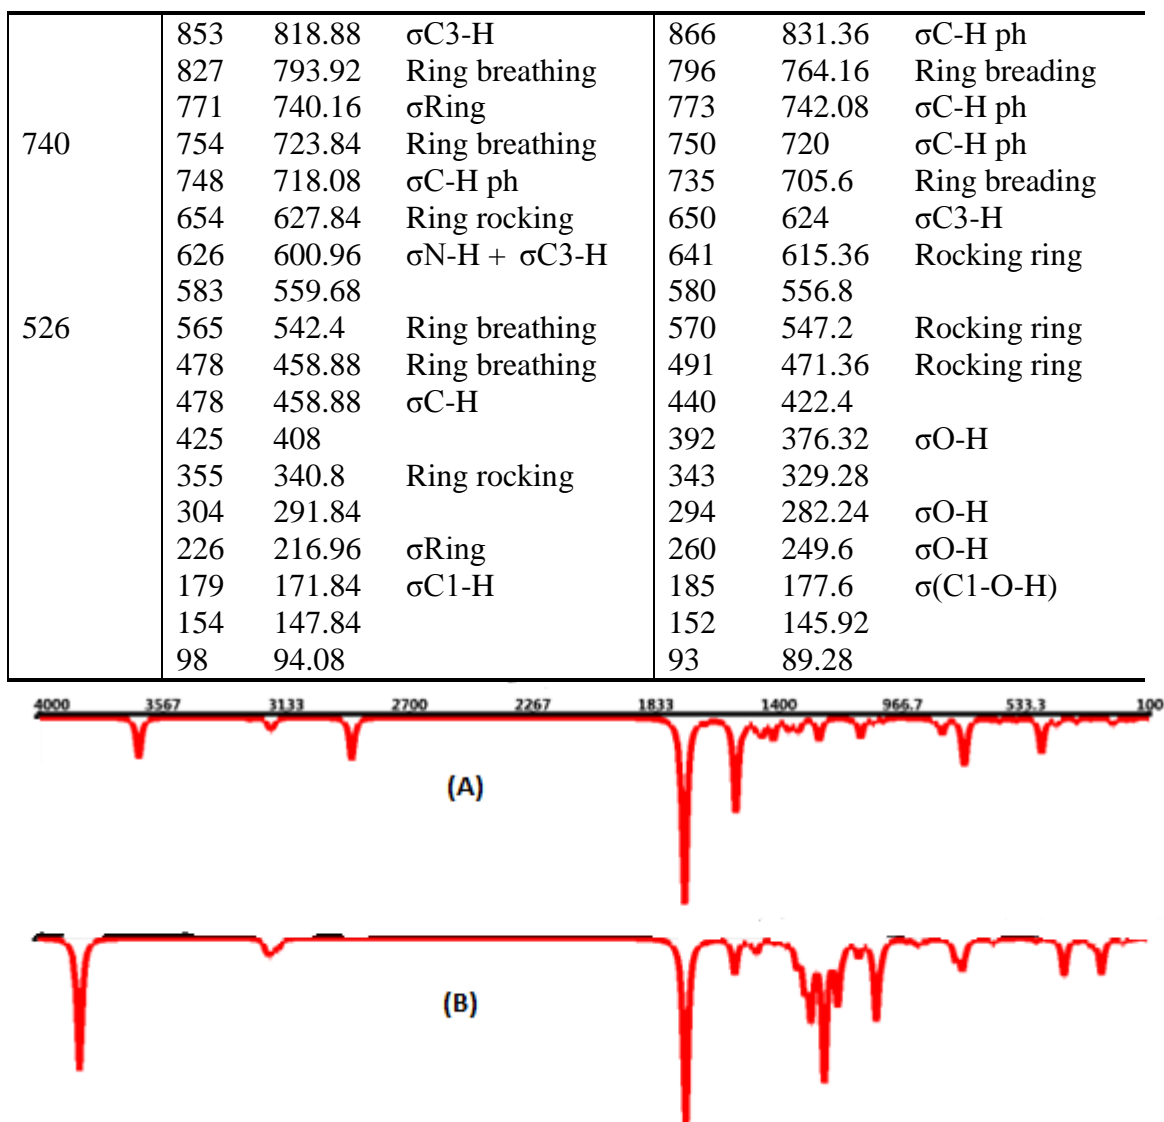 853 818.88 σC3-H 866 831.36 σC-H ph
827 793.92 Ring breathing 796 764.16 Ring breading
771 740.16 σRing 773 742.08 σC-H ph
740 754 723.84 Ring breathing 750 720 σC-H ph
748 718.08 σC-H ph 735 705.6 Ring breading
654 627.84 Ring rocking 650 624 σC3-H
626 600.96 σN-H + σC3-H 641 615.36 Rocking ring
583 559.68 580 556.8
526 565 542.4 Ring breathing 570 547.2 Rocking ring
478 458.88 Ring breathing 491 471.36 Rocking ring
478 458.88 σC-H 440 422.4
425 408 392 376.32 σO-H
355 340.8 Ring rocking 343 329.28
304 291.84 294 282.24 σO-H
226 216.96 σRing 260 249.6 σO-H
179 171.84 σC1-H 185 177.6 σ(C1-O-H)
154 147.84 152 145.92
98 94.08 93 89.28
4000 3567 3133 2700 2267 1833 1400 966.7 533.3 100
(A)
(B)